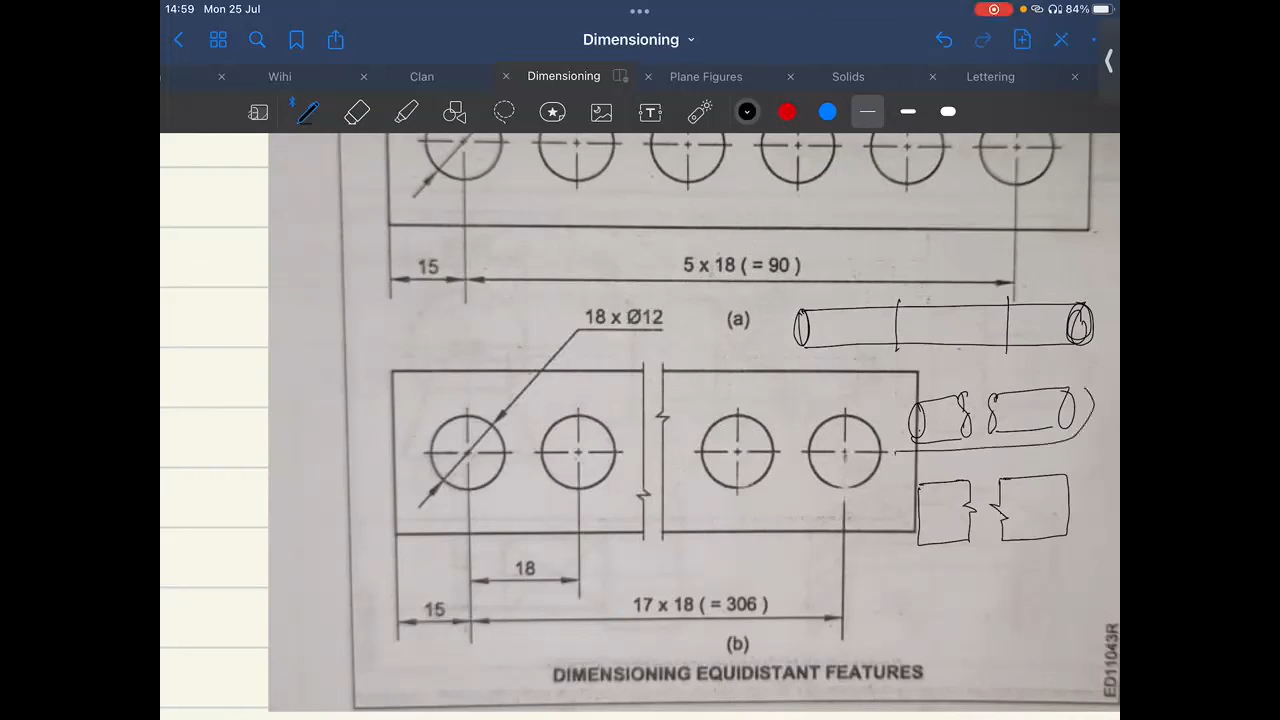 14:59 Mon 25 Jul
84%
Dimensioning
Wihi
Clan
Dimensioning
Plane Figures
Solids
Lettering
15
5 x 18 ( = 90 )
18 x Ø12
(a)
18
15
17 x 18 ( = 306 )
(b)
DIMENSIONING EQUIDISTANT FEATURES
ED11043R